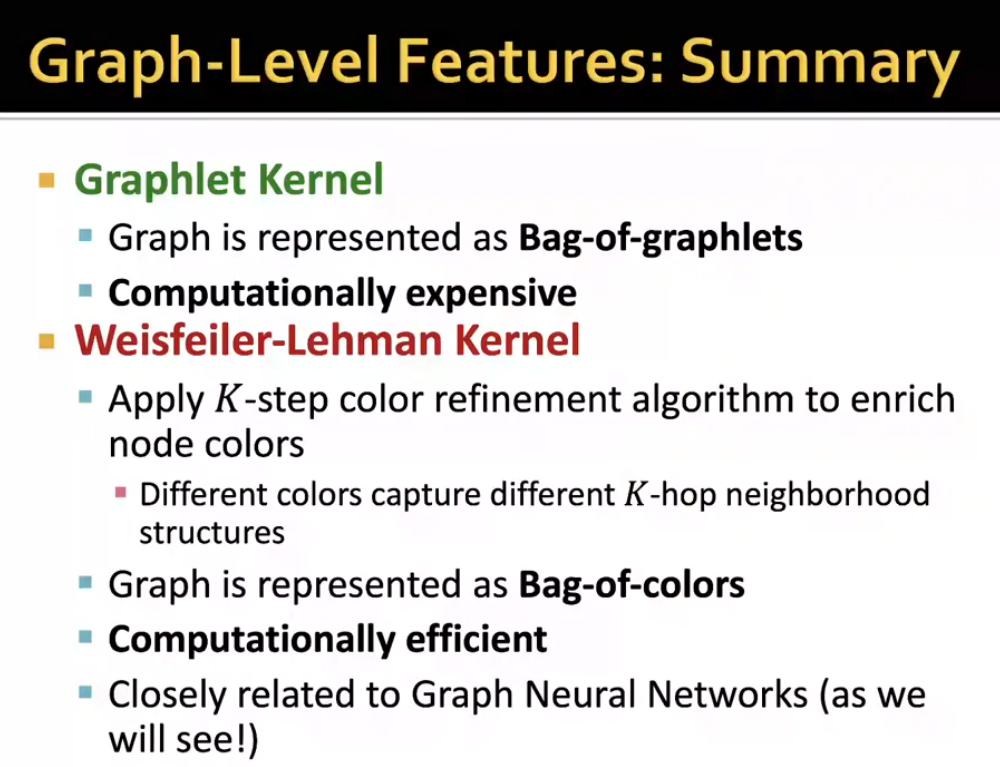 Graph-Level Features: Summary
Graphlet Kernel
Graph is represented as Bag-of-graphlets
Computationally expensive
Weisfeiler-Lehman Kernel
Apply K-step color refinement algorithm to enrich
node colors
Different colors capture different K-hop neighborhood
structures
Graph is represented as Bag-of-colors
Computationally efficient
Closely related to Graph Neural Networks (as we
will see!)